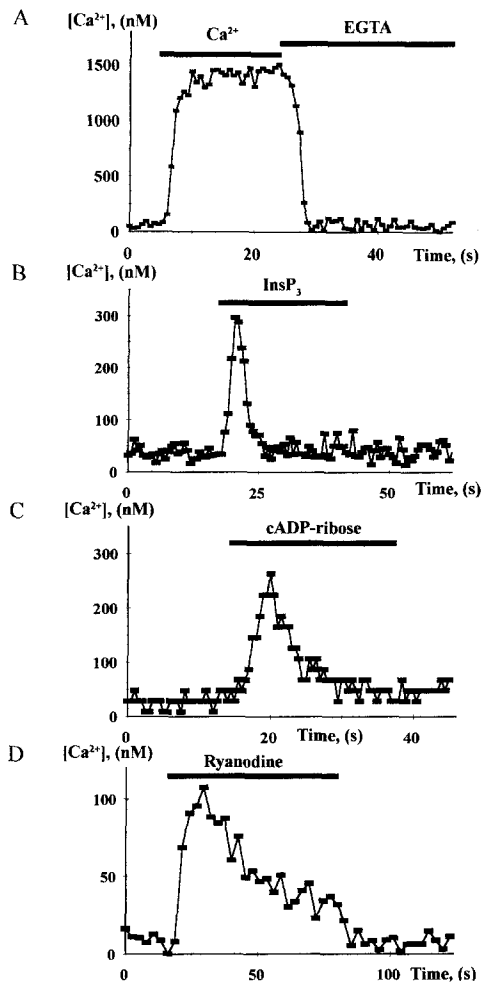 A
[Ca²⁺], (nM)
Ca²⁺
EGTA
1500
1000
500
0
0
20
40
Time, (s)
B
[Ca²⁺], (nM)
InsP₃
300
200
100
0
0
25
50
Time, (s)
C
[Ca²⁺], (nM)
cADP-ribose
300
200
100
0
0
20
40
Time, (s)
D
[Ca²⁺], (nM)
Ryanodine
100
50
0
0
50
100
Time, (s)